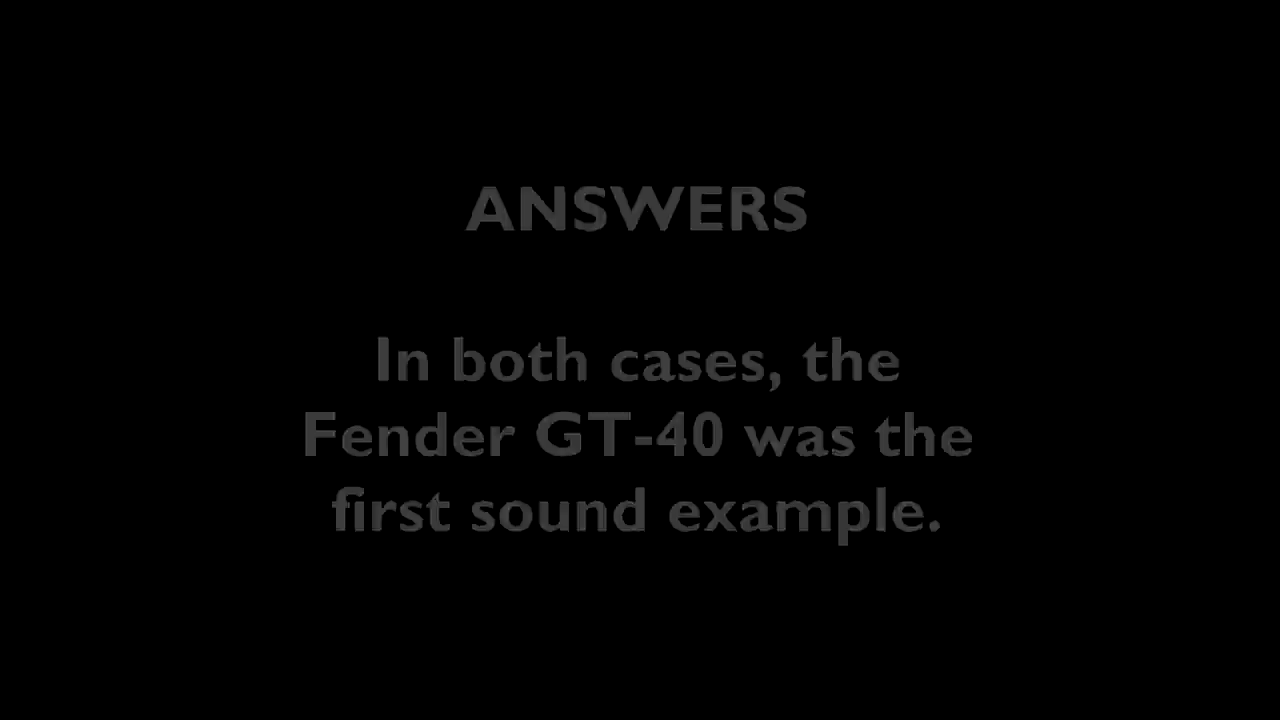 ANSWERS
In both cases, the
Fender GT-40 was the
first sound example.